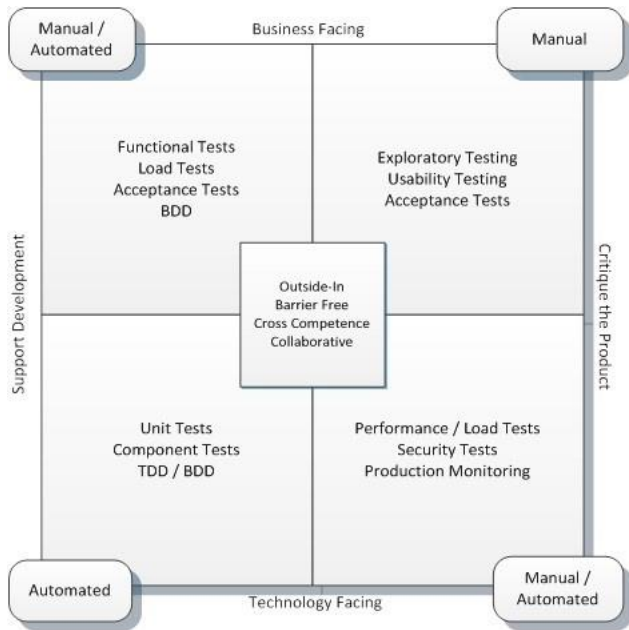 Manual /
Automated
Business Facing
Manual
Functional Tests
Load Tests
Acceptance Tests
BDD
Exploratory Testing
Usability Testing
Acceptance Tests
Support Development
Outside-In
Barrier Free
Cross Competence
Collaborative
Critique the Product
Unit Tests
Component Tests
TDD / BDD
Performance / Load Tests
Security Tests
Production Monitoring
Automated
Technology Facing
Manual /
Automated